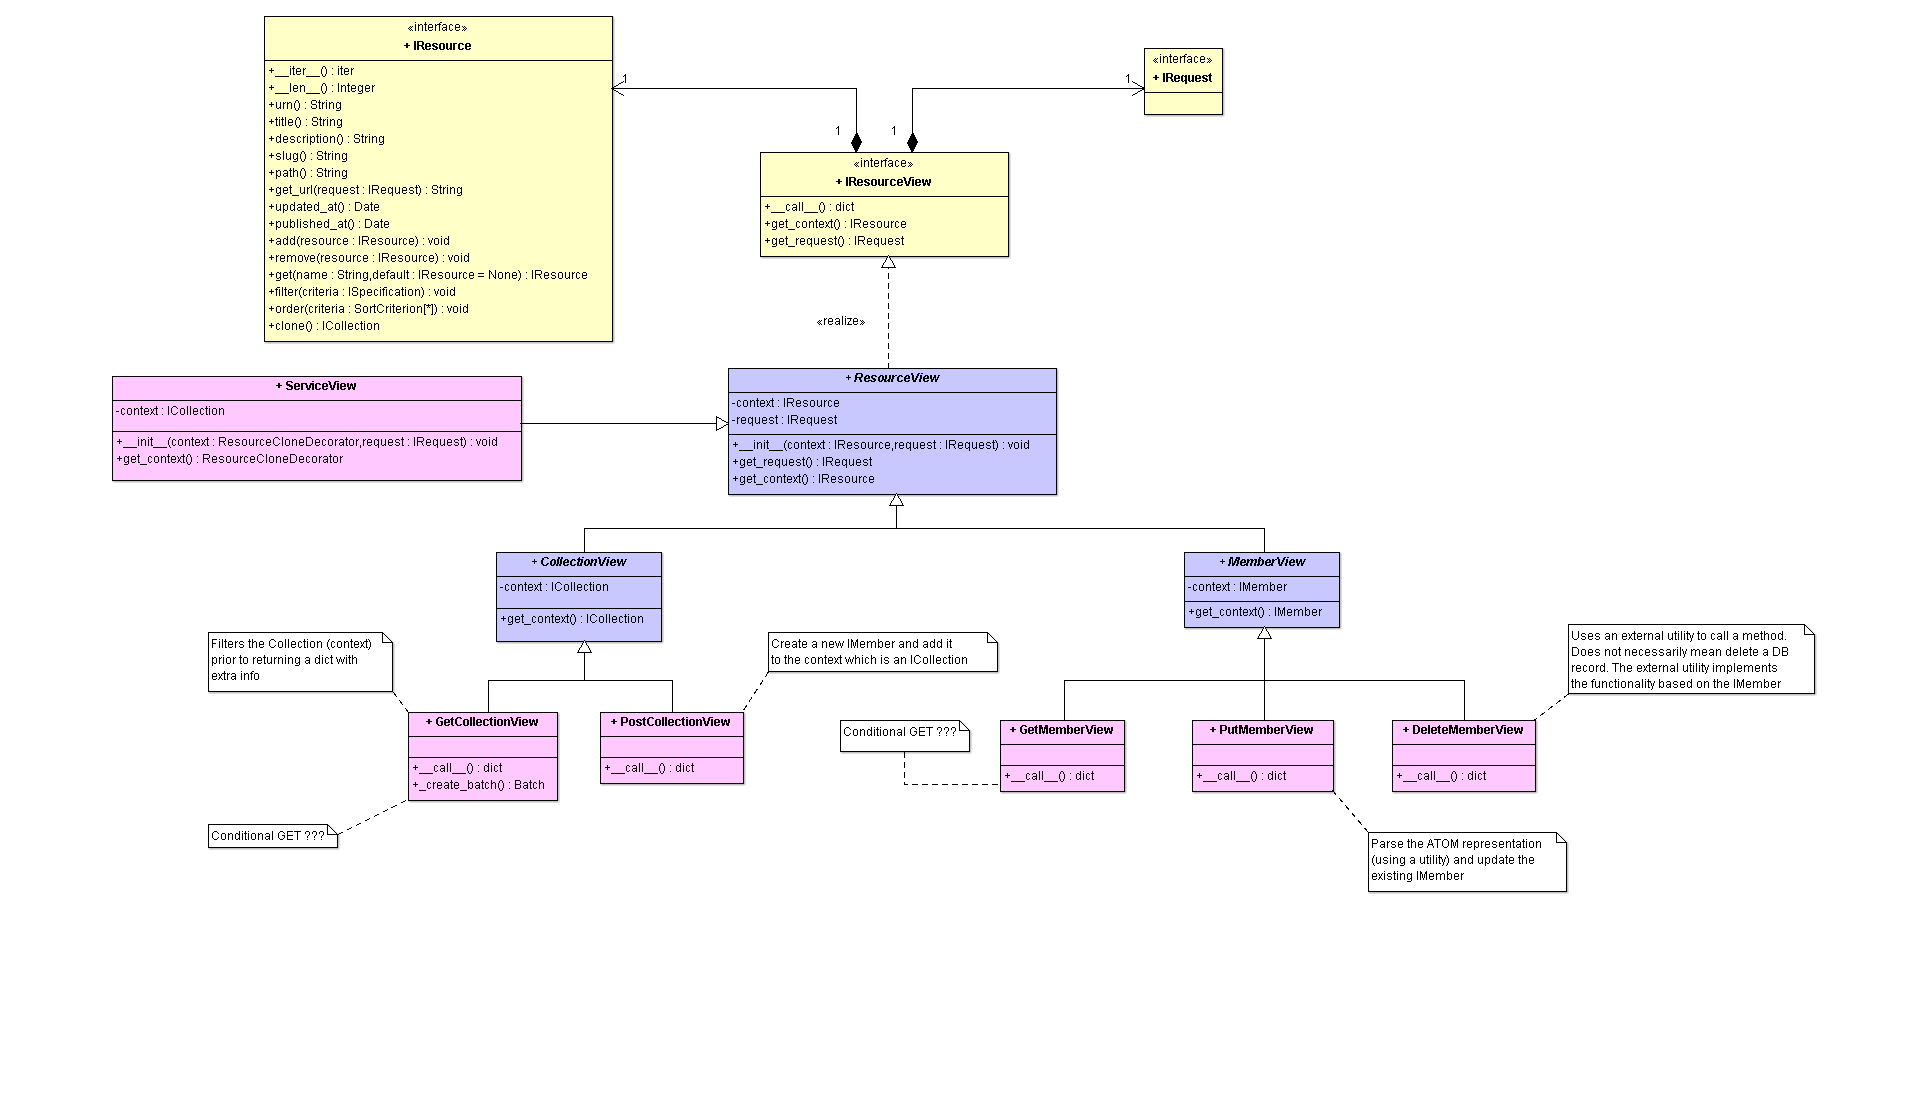 «interface»
+ IResource
+__iter__() : iter
+__len__() : Integer
+urn() : String
+title() : String
+description() : String
+slug() : String
+path() : String
+get_url(request : IRequest) : String
+updated_at() : Date
+published_at() : Date
+add(resource : IResource) : void
+remove(resource : IResource) : void
+get(name : String,default : IResource = None) : IResource
+filter(criteria : ISpecification) : void
+order(criteria : SortCriterion[*]) : void
+clone() : ICollection
1
1
«interface»
+ IRequest
1
1
«interface»
+ IResourceView
+__call__() : dict
+get_context() : IResource
+get_request() : IRequest
«realize»
+ ServiceView
-context : ICollection
+__init__(context : ResourceCloneDecorator,request : IRequest) : void
+get_context() : ResourceCloneDecorator
+ ResourceView
-context : IResource
-request : IRequest
+__init__(context : IResource,request : IRequest) : void
+get_request() : IRequest
+get_context() : IResource
+ CollectionView
-context : ICollection
+get_context() : ICollection
+ MemberView
-context : IMember
+get_context() : IMember
Filters the Collection (context)
prior to returning a dict with
extra info
Create a new IMember and add it
to the context which is an ICollection
Uses an external utility to call a method.
Does not necessarily mean delete a DB
record. The external utility implements
the functionality based on the IMember
+ GetCollectionView
+__call__() : dict
+_create_batch() : Batch
+ PostCollectionView
+__call__() : dict
Conditional GET ???
+ GetMemberView
+__call__() : dict
+ PutMemberView
+__call__() : dict
+ DeleteMemberView
+__call__() : dict
Conditional GET ???
Parse the ATOM representation
(using a utility) and update the
existing IMember